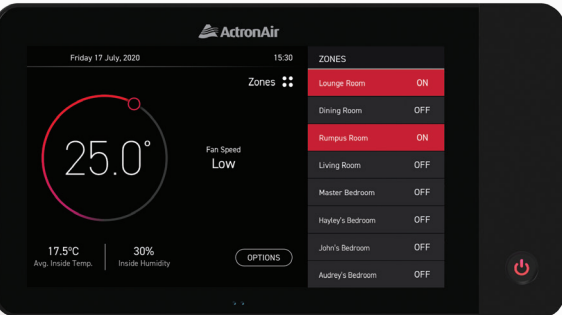 ActronAir
Friday 17 July, 2020
15:30
Zones
25.0°
Fan Speed
Low
17.5°C
Avg. Inside Temp.
30%
Inside Humidity
OPTIONS
ZONES
Lounge Room ON
Dining Room OFF
Rumpus Room ON
Living Room OFF
Master Bedroom OFF
Hayley's Bedroom OFF
John's Bedroom OFF
Audrey's Bedroom OFF